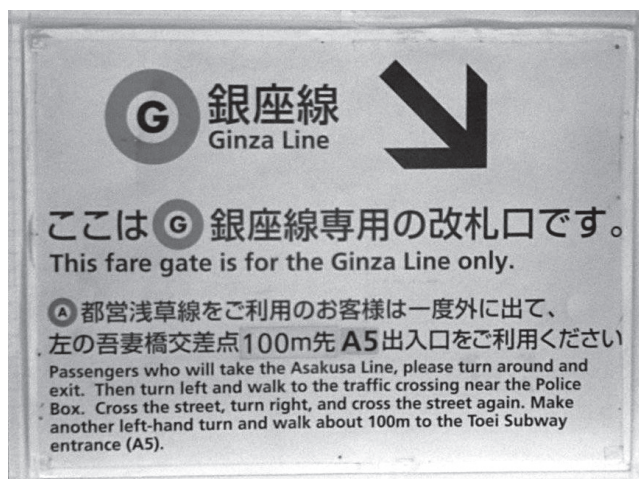 G 銀座線
Ginza Line
ここは G 銀座線専用の改札口です。
This fare gate is for the Ginza Line only.
A 都営浅草線をご利用のお客様は一度外に出て、
左の吾妻橋交差点100m先 A5 出入口をご利用ください
Passengers who will take the Asakusa Line, please turn around and
exit. Then turn left and walk to the traffic crossing near the Police
Box. Cross the street, turn right, and cross the street again. Make
another left-hand turn and walk about 100m to the Toei Subway
entrance (A5).